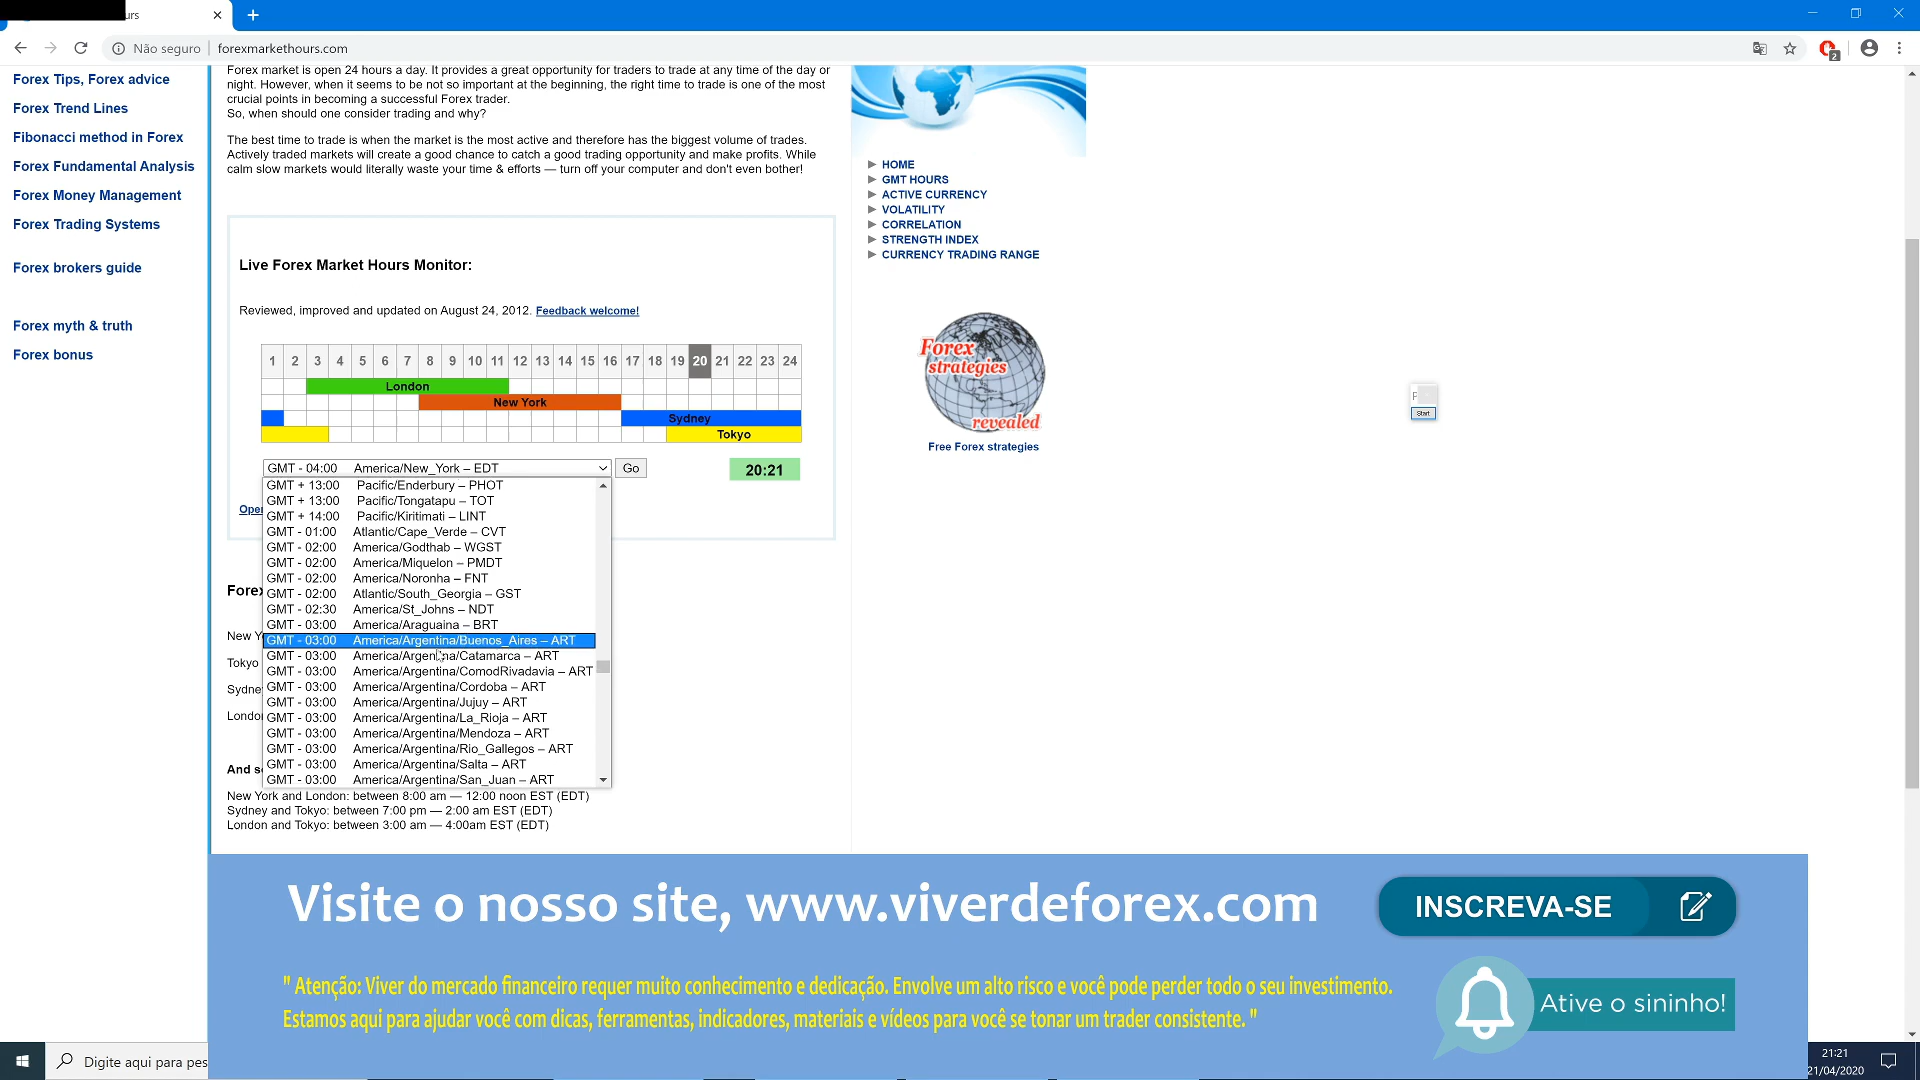 urs
Não seguro
forexmarkethours.com
2
Forex Tips, Forex advice
Forex Trend Lines
Fibonacci method in Forex
Forex Fundamental Analysis
Forex Money Management
Forex Trading Systems
Forex brokers guide
Forex myth & truth
Forex bonus
Forex market is open 24 hours a day. It provides a great opportunity for traders to trade at any time of the day or
night. However, when it seems to be not so important at the beginning, the right time to trade is one of the most
crucial points in becoming a successful Forex trader.
So, when should one consider trading and why?
The best time to trade is when the market is the most active and therefore has the biggest volume of trades.
Actively traded markets will create a good chance to catch a good trading opportunity and make profits. While
calm slow markets would literally waste your time & efforts — turn off your computer and don't even bother!
Live Forex Market Hours Monitor:
Reviewed, improved and updated on August 24, 2012. Feedback welcome!
1 2 3 4 5 6 7 8 9 10 11 12 13 14 15 16 17 18 19 20 21 22 23 24
London
New York
Sydney
Tokyo
GMT - 04:00 America/New_York – EDT
Go
20:21
GMT + 13:00 Pacific/Enderbury – PHOT
GMT + 13:00 Pacific/Tongatapu – TOT
GMT + 14:00 Pacific/Kiritimati – LINT
GMT - 01:00 Atlantic/Cape_Verde – CVT
GMT - 02:00 America/Godthab – WGST
GMT - 02:00 America/Miquelon – PMDT
GMT - 02:00 America/Noronha – FNT
GMT - 02:00 Atlantic/South_Georgia – GST
GMT - 02:30 America/St_Johns – NDT
GMT - 03:00 America/Araguaina – BRT
GMT - 03:00 America/Argentina/Buenos_Aires – ART
GMT - 03:00 America/Argentina/Catamarca – ART
GMT - 03:00 America/Argentina/ComodRivadavia – ART
GMT - 03:00 America/Argentina/Cordoba – ART
GMT - 03:00 America/Argentina/Jujuy – ART
GMT - 03:00 America/Argentina/La_Rioja – ART
GMT - 03:00 America/Argentina/Mendoza – ART
GMT - 03:00 America/Argentina/Rio_Gallegos – ART
GMT - 03:00 America/Argentina/Salta – ART
GMT - 03:00 America/Argentina/San_Juan – ART
Open
Forex
New Y
Tokyo
Sydne
Londo
And s
New York and London: between 8:00 am — 12:00 noon EST (EDT)
Sydney and Tokyo: between 7:00 pm — 2:00 am EST (EDT)
London and Tokyo: between 3:00 am — 4:00am EST (EDT)
HOME
GMT HOURS
ACTIVE CURRENCY
VOLATILITY
CORRELATION
STRENGTH INDEX
CURRENCY TRADING RANGE
Forex
strategies
revealed
Free Forex strategies
Start
Visite o nosso site, www.viverdeforex.com
INSCREVA-SE
" Atenção: Viver do mercado financeiro requer muito conhecimento e dedicação. Envolve um alto risco e você pode perder todo o seu investimento.
Estamos aqui para ajudar você com dicas, ferramentas, indicadores, materiais e vídeos para você se tonar um trader consistente. "
Ative o sininho!
Digite aqui para pes
21:21
21/04/2020